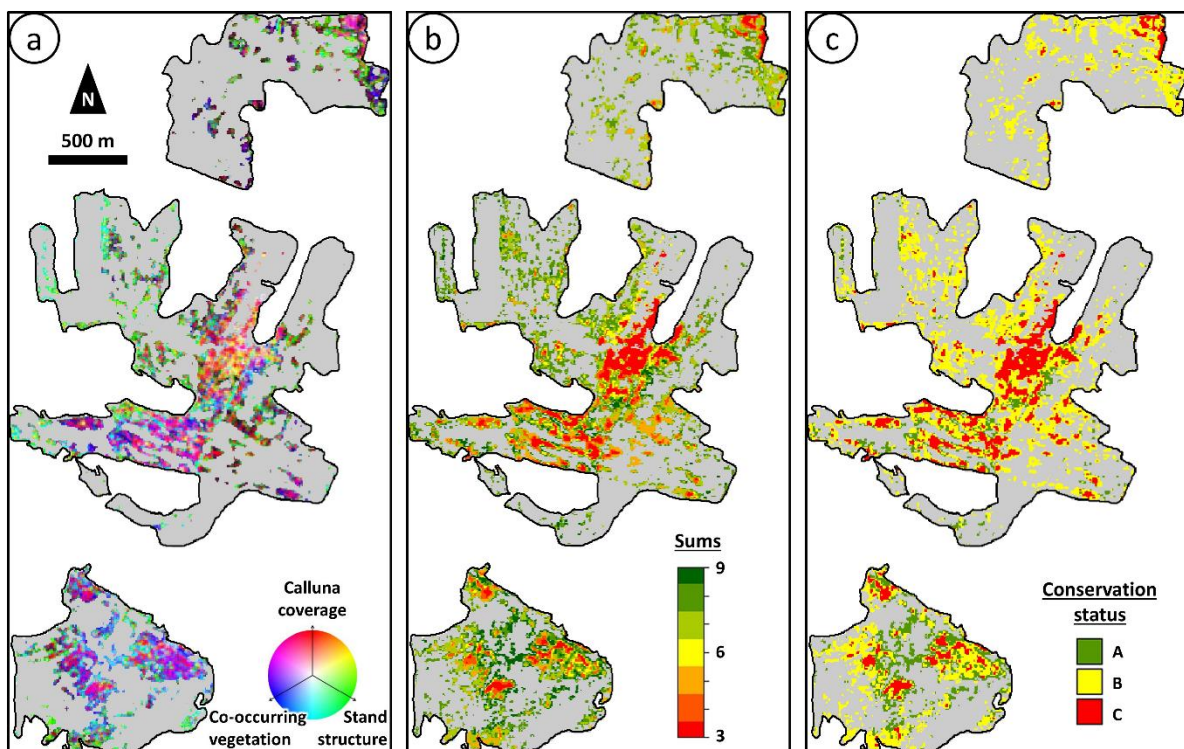 a
N
500 m
Calluna
coverage
Co-occurring
vegetation
Stand
structure
b
Sums
9
6
3
c
Conservation
status
A
B
C